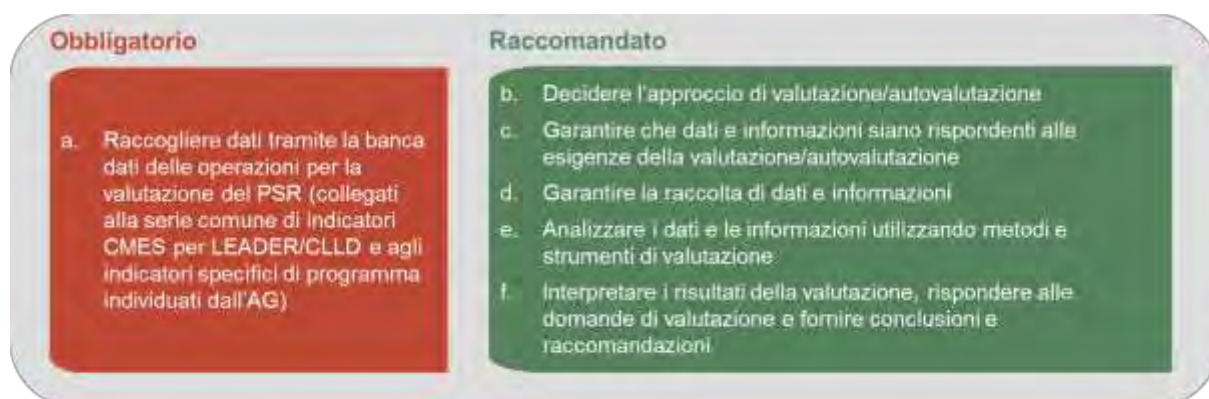 Obbligatorio
a. Raccogliere dati tramite la banca
dati delle operazioni per la
valutazione del PSR (collegati
alla serie comune di indicatori
CMES per LEADER/CLLD e agli
indicatori specifici di programma
individuati dall'AG)
Raccomandato
b. Decidere l'approccio di valutazione/autovalutazione
c. Garantire che dati e informazioni siano rispondenti alle
esigenze della valutazione/autovalutazione
d. Garantire la raccolta di dati e informazioni
e. Analizzare i dati e le informazioni utilizzando metodi e
strumenti di valutazione
f. Interpretare i risultati della valutazione, rispondere alle
domande di valutazione e fornire conclusioni e
raccomandazioni